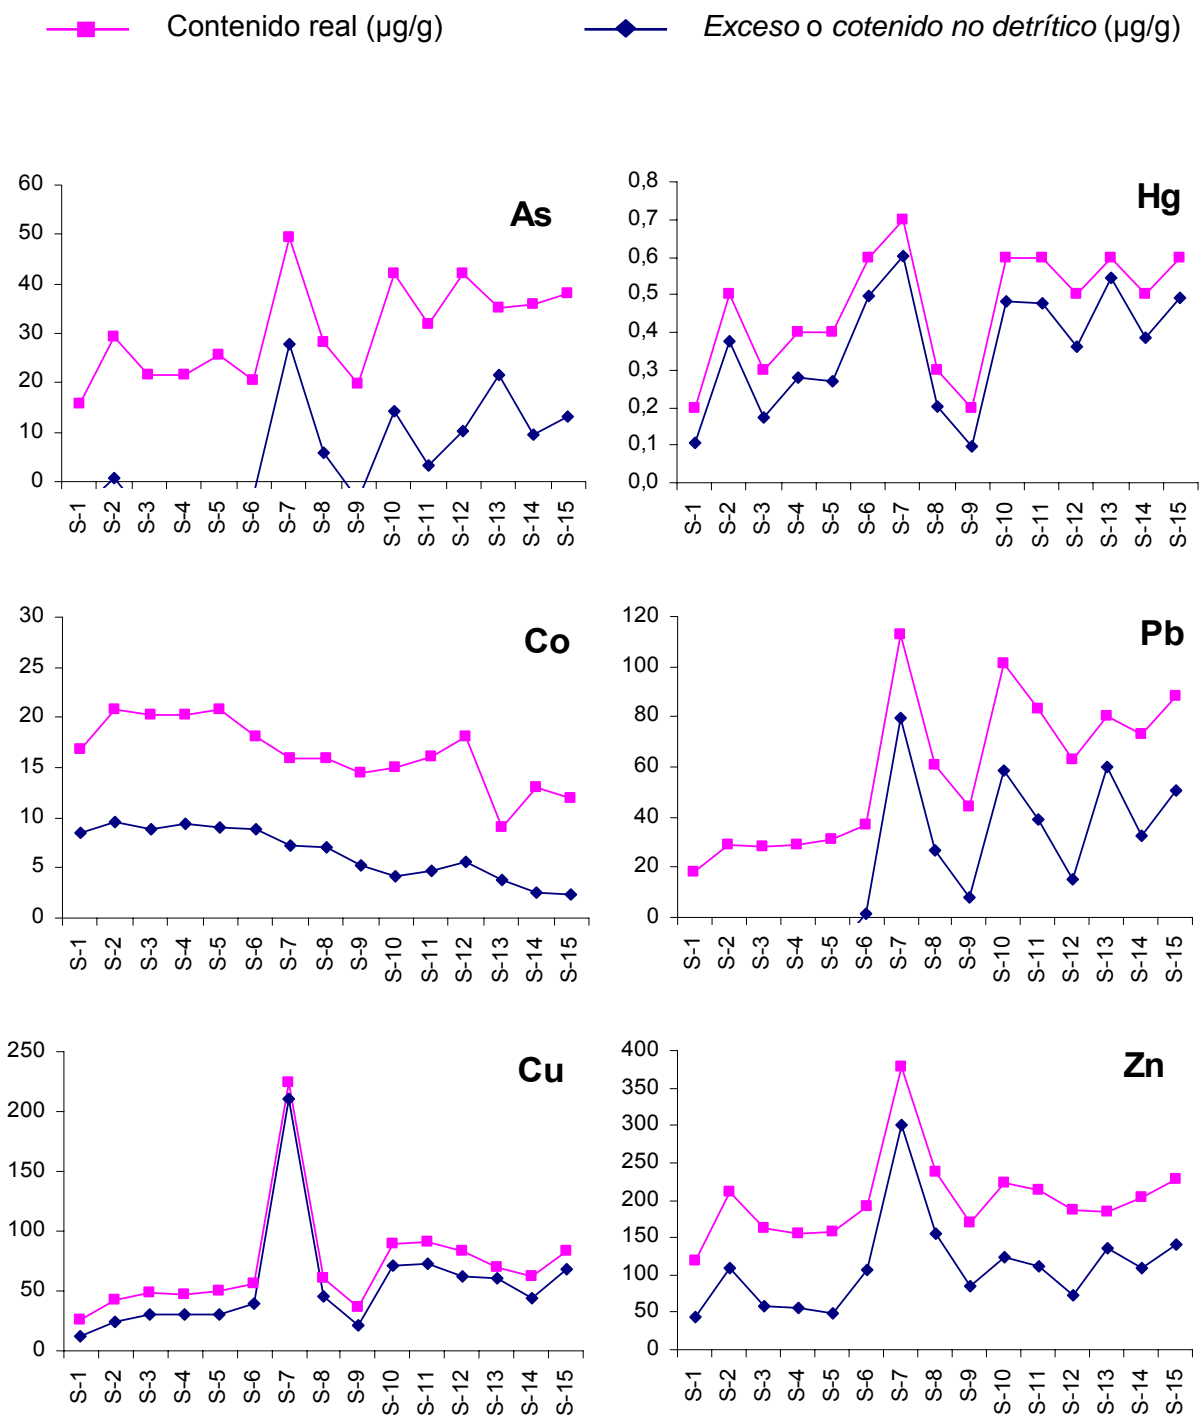 Contenido real (µg/g)
Exceso o cotenido no detrítico (µg/g)
As
60
50
40
30
20
10
0
S-1
S-2
S-3
S-4
S-5
S-6
S-7
S-8
S-9
S-10
S-11
S-12
S-13
S-14
S-15
Hg
0,8
0,7
0,6
0,5
0,4
0,3
0,2
0,1
0,0
S-1
S-2
S-3
S-4
S-5
S-6
S-7
S-8
S-9
S-10
S-11
S-12
S-13
S-14
S-15
Co
30
25
20
15
10
5
0
S-1
S-2
S-3
S-4
S-5
S-6
S-7
S-8
S-9
S-10
S-11
S-12
S-13
S-14
S-15
Pb
120
100
80
60
40
20
0
S-1
S-2
S-3
S-4
S-5
S-6
S-7
S-8
S-9
S-10
S-11
S-12
S-13
S-14
S-15
Cu
250
200
150
100
50
0
S-1
S-2
S-3
S-4
S-5
S-6
S-7
S-8
S-9
S-10
S-11
S-12
S-13
S-14
S-15
Zn
400
350
300
250
200
150
100
50
0
S-1
S-2
S-3
S-4
S-5
S-6
S-7
S-8
S-9
S-10
S-11
S-12
S-13
S-14
S-15